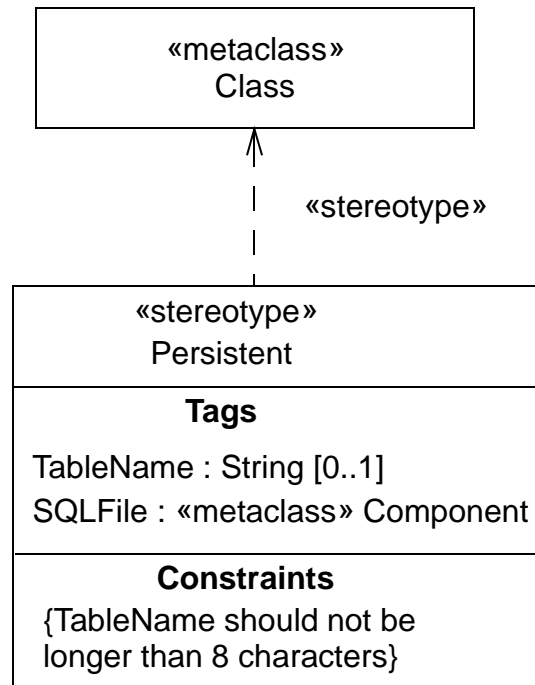 «metaclass»
Class
«stereotype»
«stereotype»
Persistent
Tags
TableName : String [0..1]
SQLFile : «metaclass» Component
Constraints
{TableName should not be
longer than 8 characters}